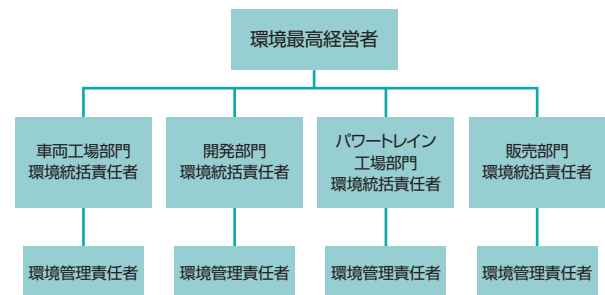 環境最高経営者
車両工場部門
環境統括責任者
開発部門
環境統括責任者
パワートレイン
工場部門
環境統括責任者
販売部門
環境統括責任者
環境管理責任者
環境管理責任者
環境管理責任者
環境管理責任者